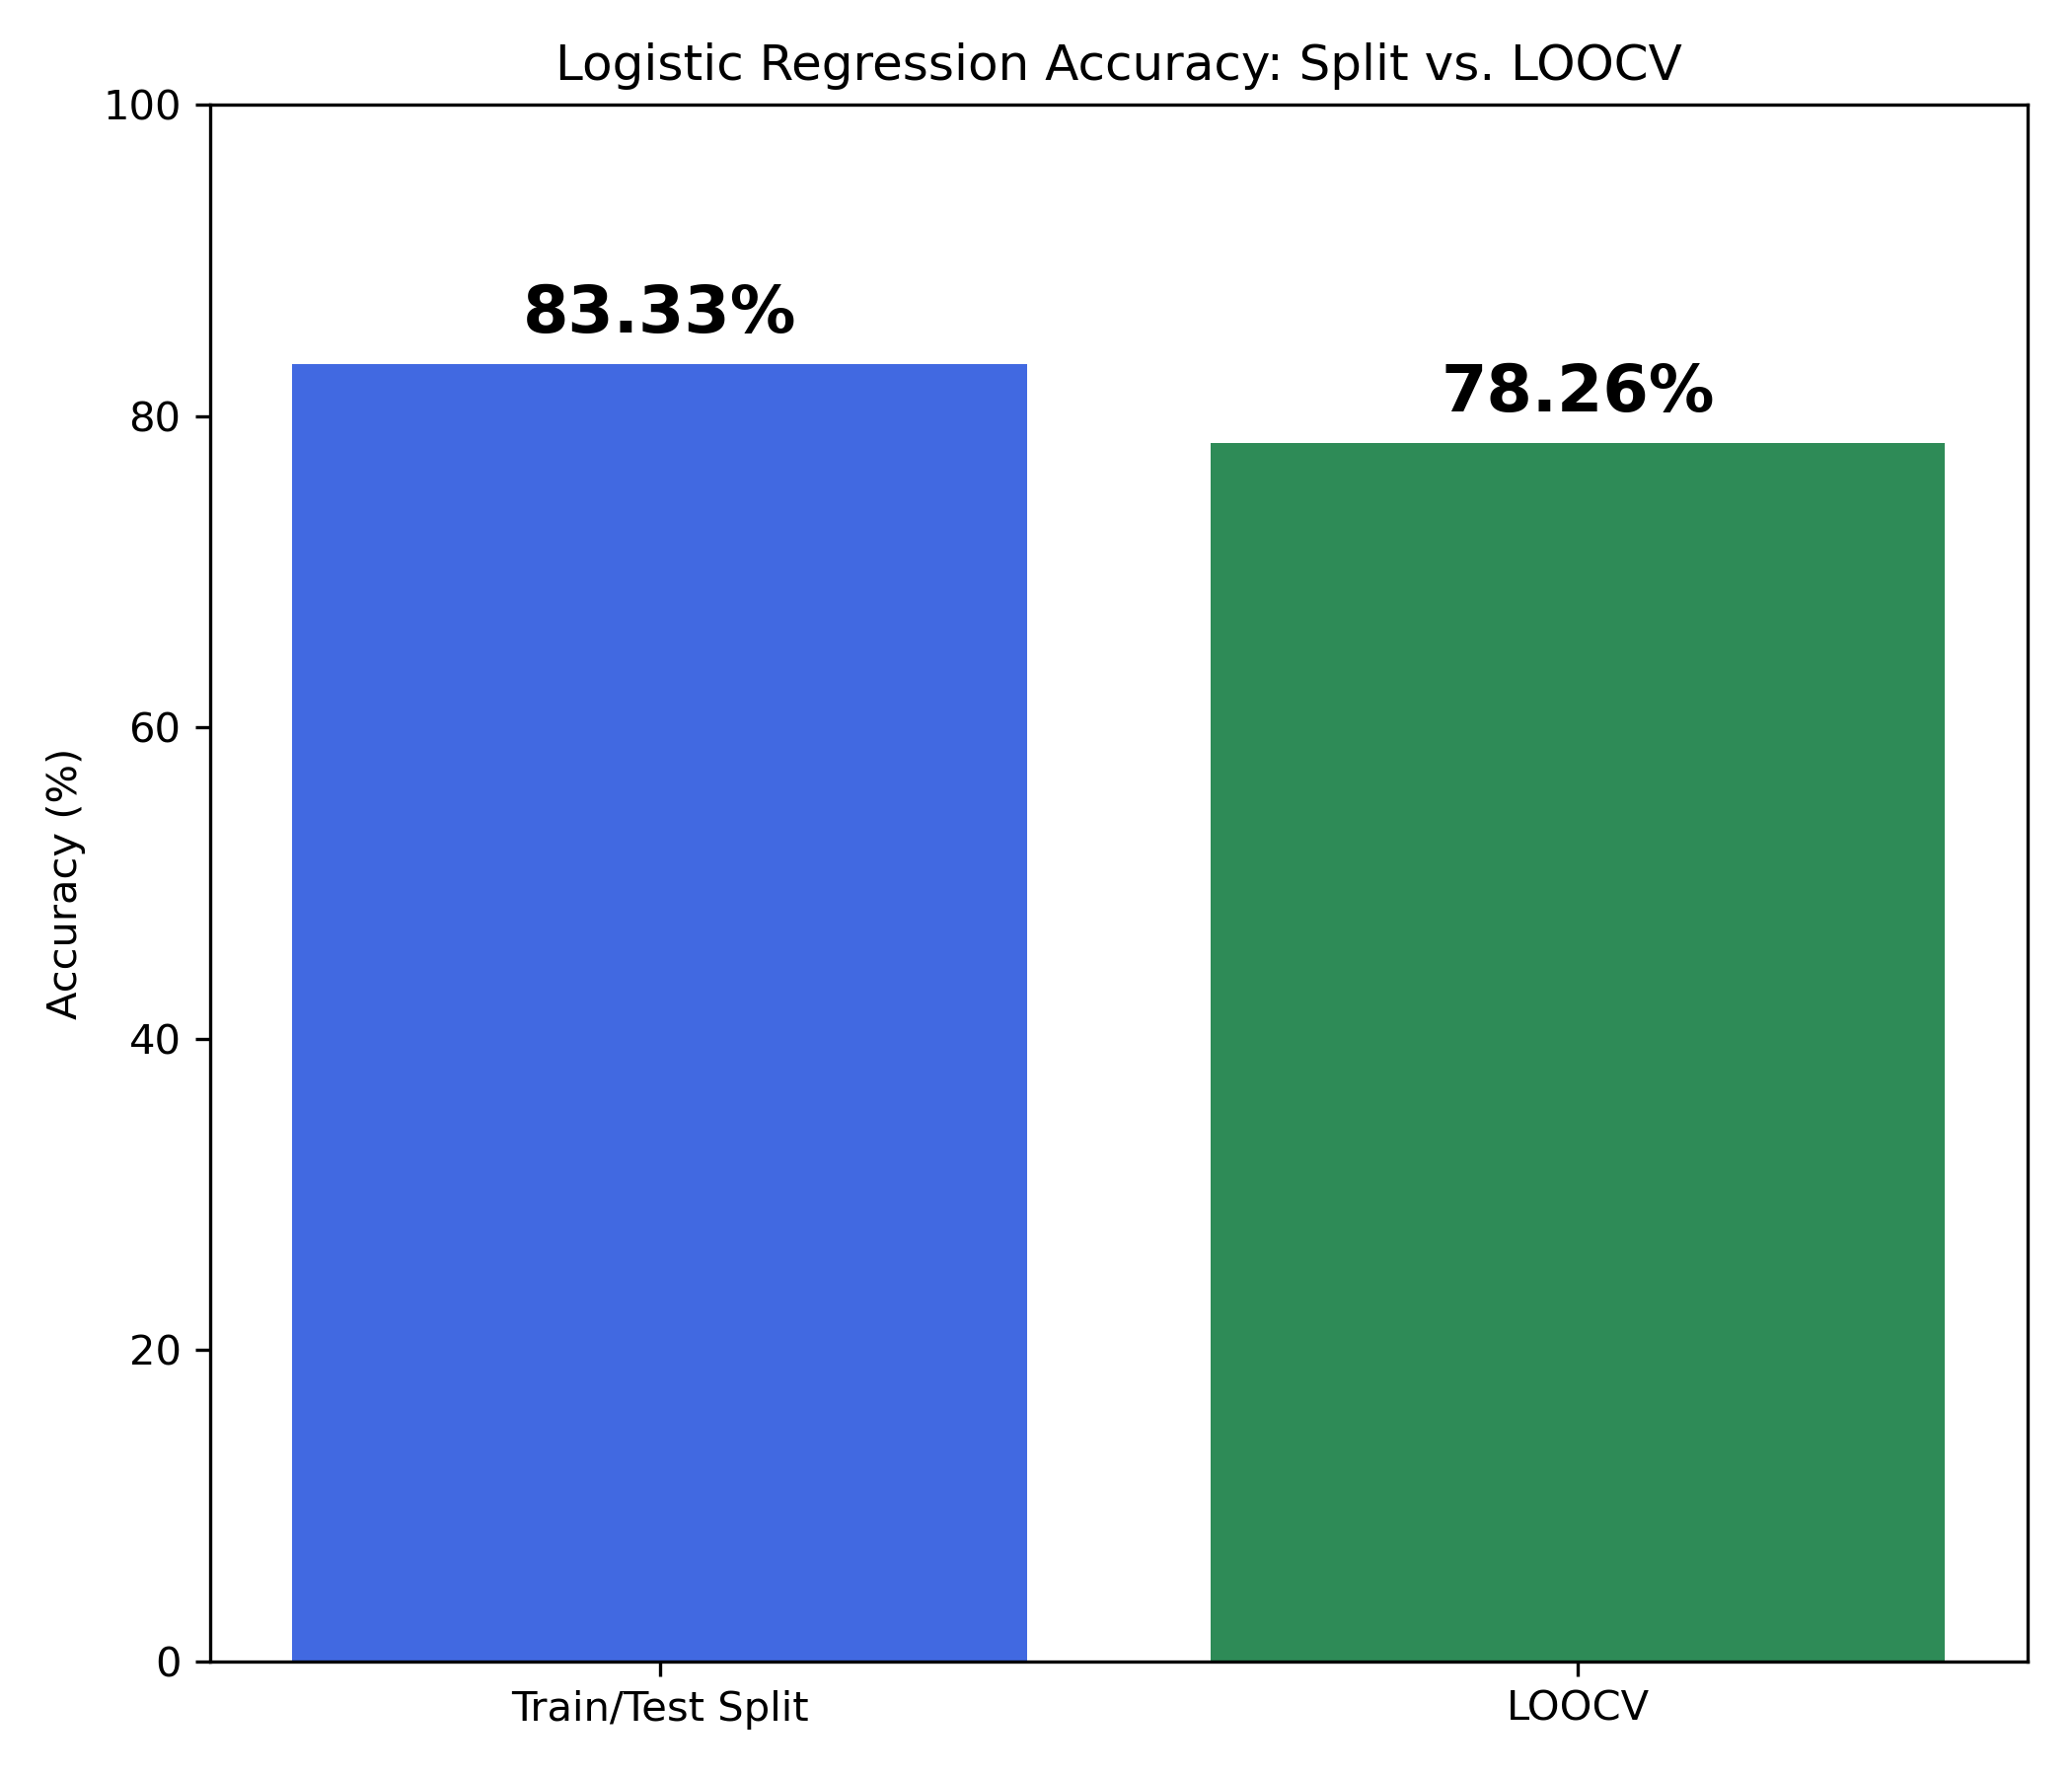 Logistic Regression Accuracy: Split vs. LOOCV
100
80
60
40
20
0
Accuracy (%)
83.33%
78.26%
Train/Test Split
LOOCV